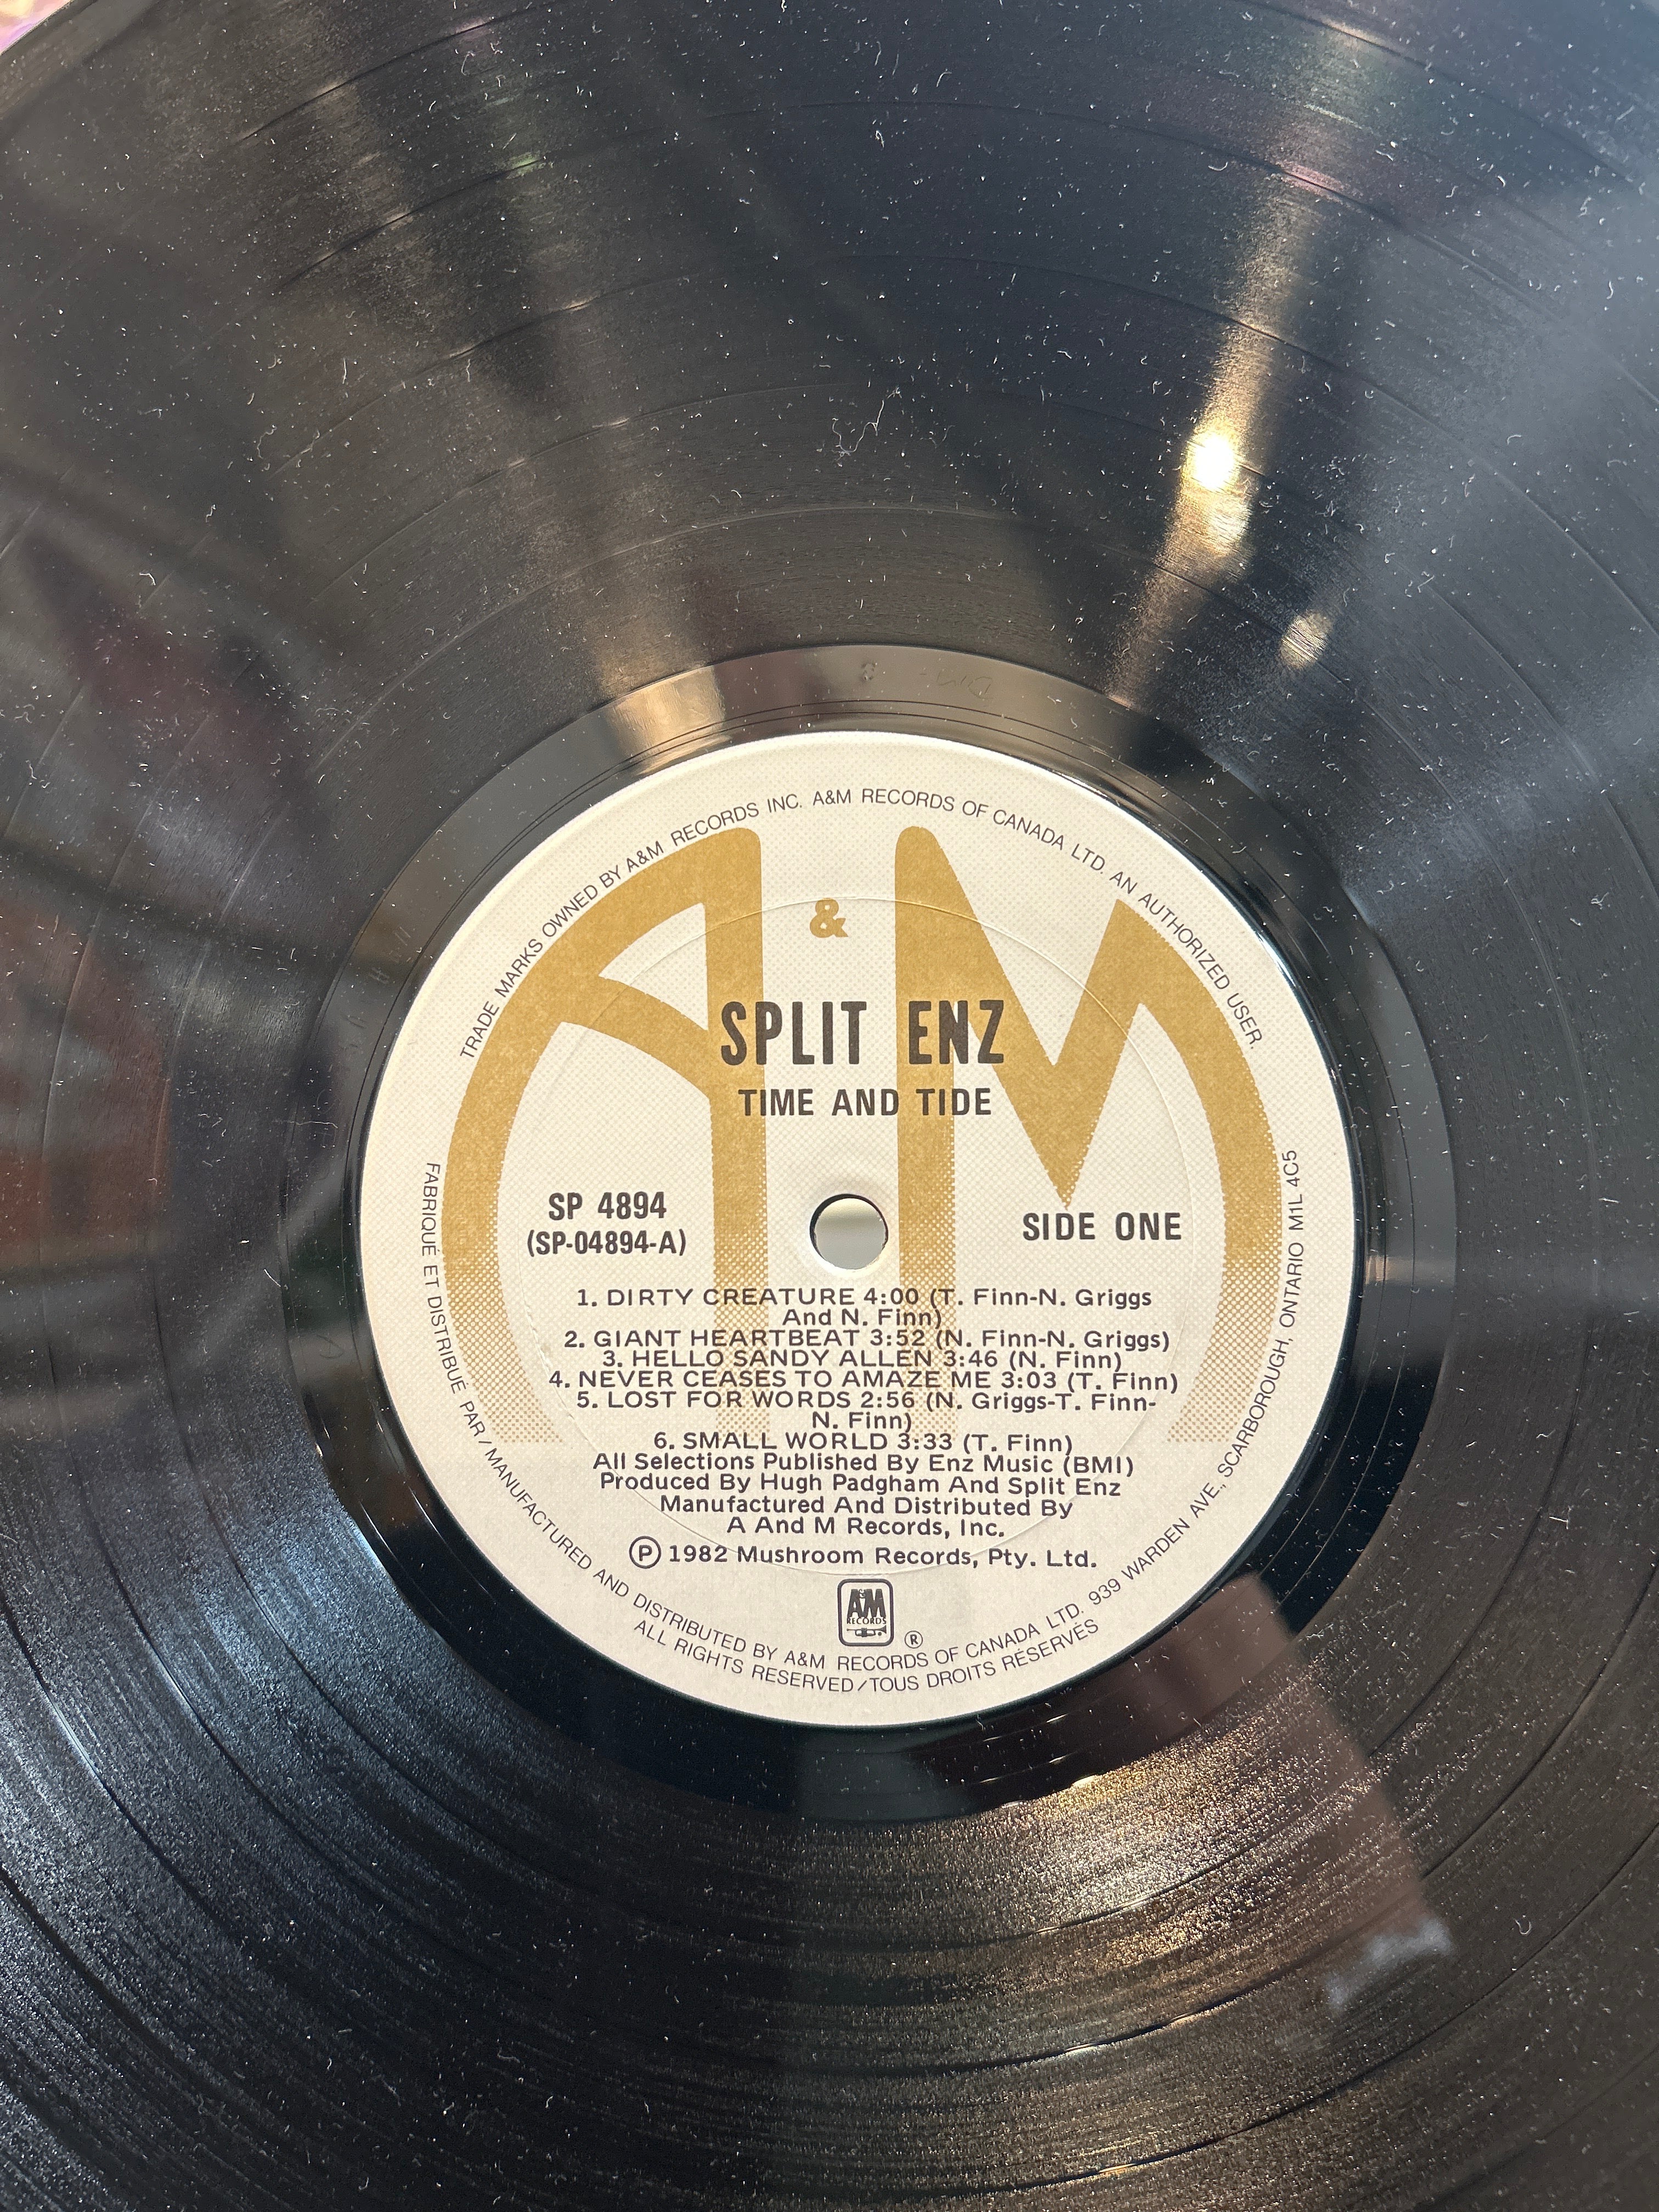 TRADE MARKS OWNED BY A&M RECORDS INC. A&M RECORDS OF CANADA LTD. AN AUTHORIZED USER.
A & M
SPLIT ENZ
TIME AND TIDE
SP 4894
(SP-04894-A)
SIDE ONE
1. DIRTY CREATURE 4:00 (T. Finn-N. Griggs
And N. Finn)
2. GIANT HEARTBEAT 3:52 (N. Finn-N. Griggs)
3. HELLO SANDY ALLEN 3:46 (N. Finn)
4. NEVER CEASES TO AMAZE ME 3:03 (T. Finn)
5. LOST FOR WORDS 2:56 (N. Griggs-T. Finn-
N. Finn)
6. SMALL WORLD 3:33 (T. Finn)
All Selections Published By Enz Music (BMI)
Produced By Hugh Padgham And Split Enz
Manufactured And Distributed By
A And M Records, Inc.
Ⓟ 1982 Mushroom Records, Pty. Ltd.
A&M
RECORDS
®
FABRIQUÉ ET DISTRIBUÉ PAR / MANUFACTURED AND DISTRIBUTED BY A&M RECORDS OF CANADA LTD. 939 WARDEN AVE., SCARBOROUGH, ONTARIO M1L 4C5
ALL RIGHTS RESERVED/TOUS DROITS RÉSERVÉS